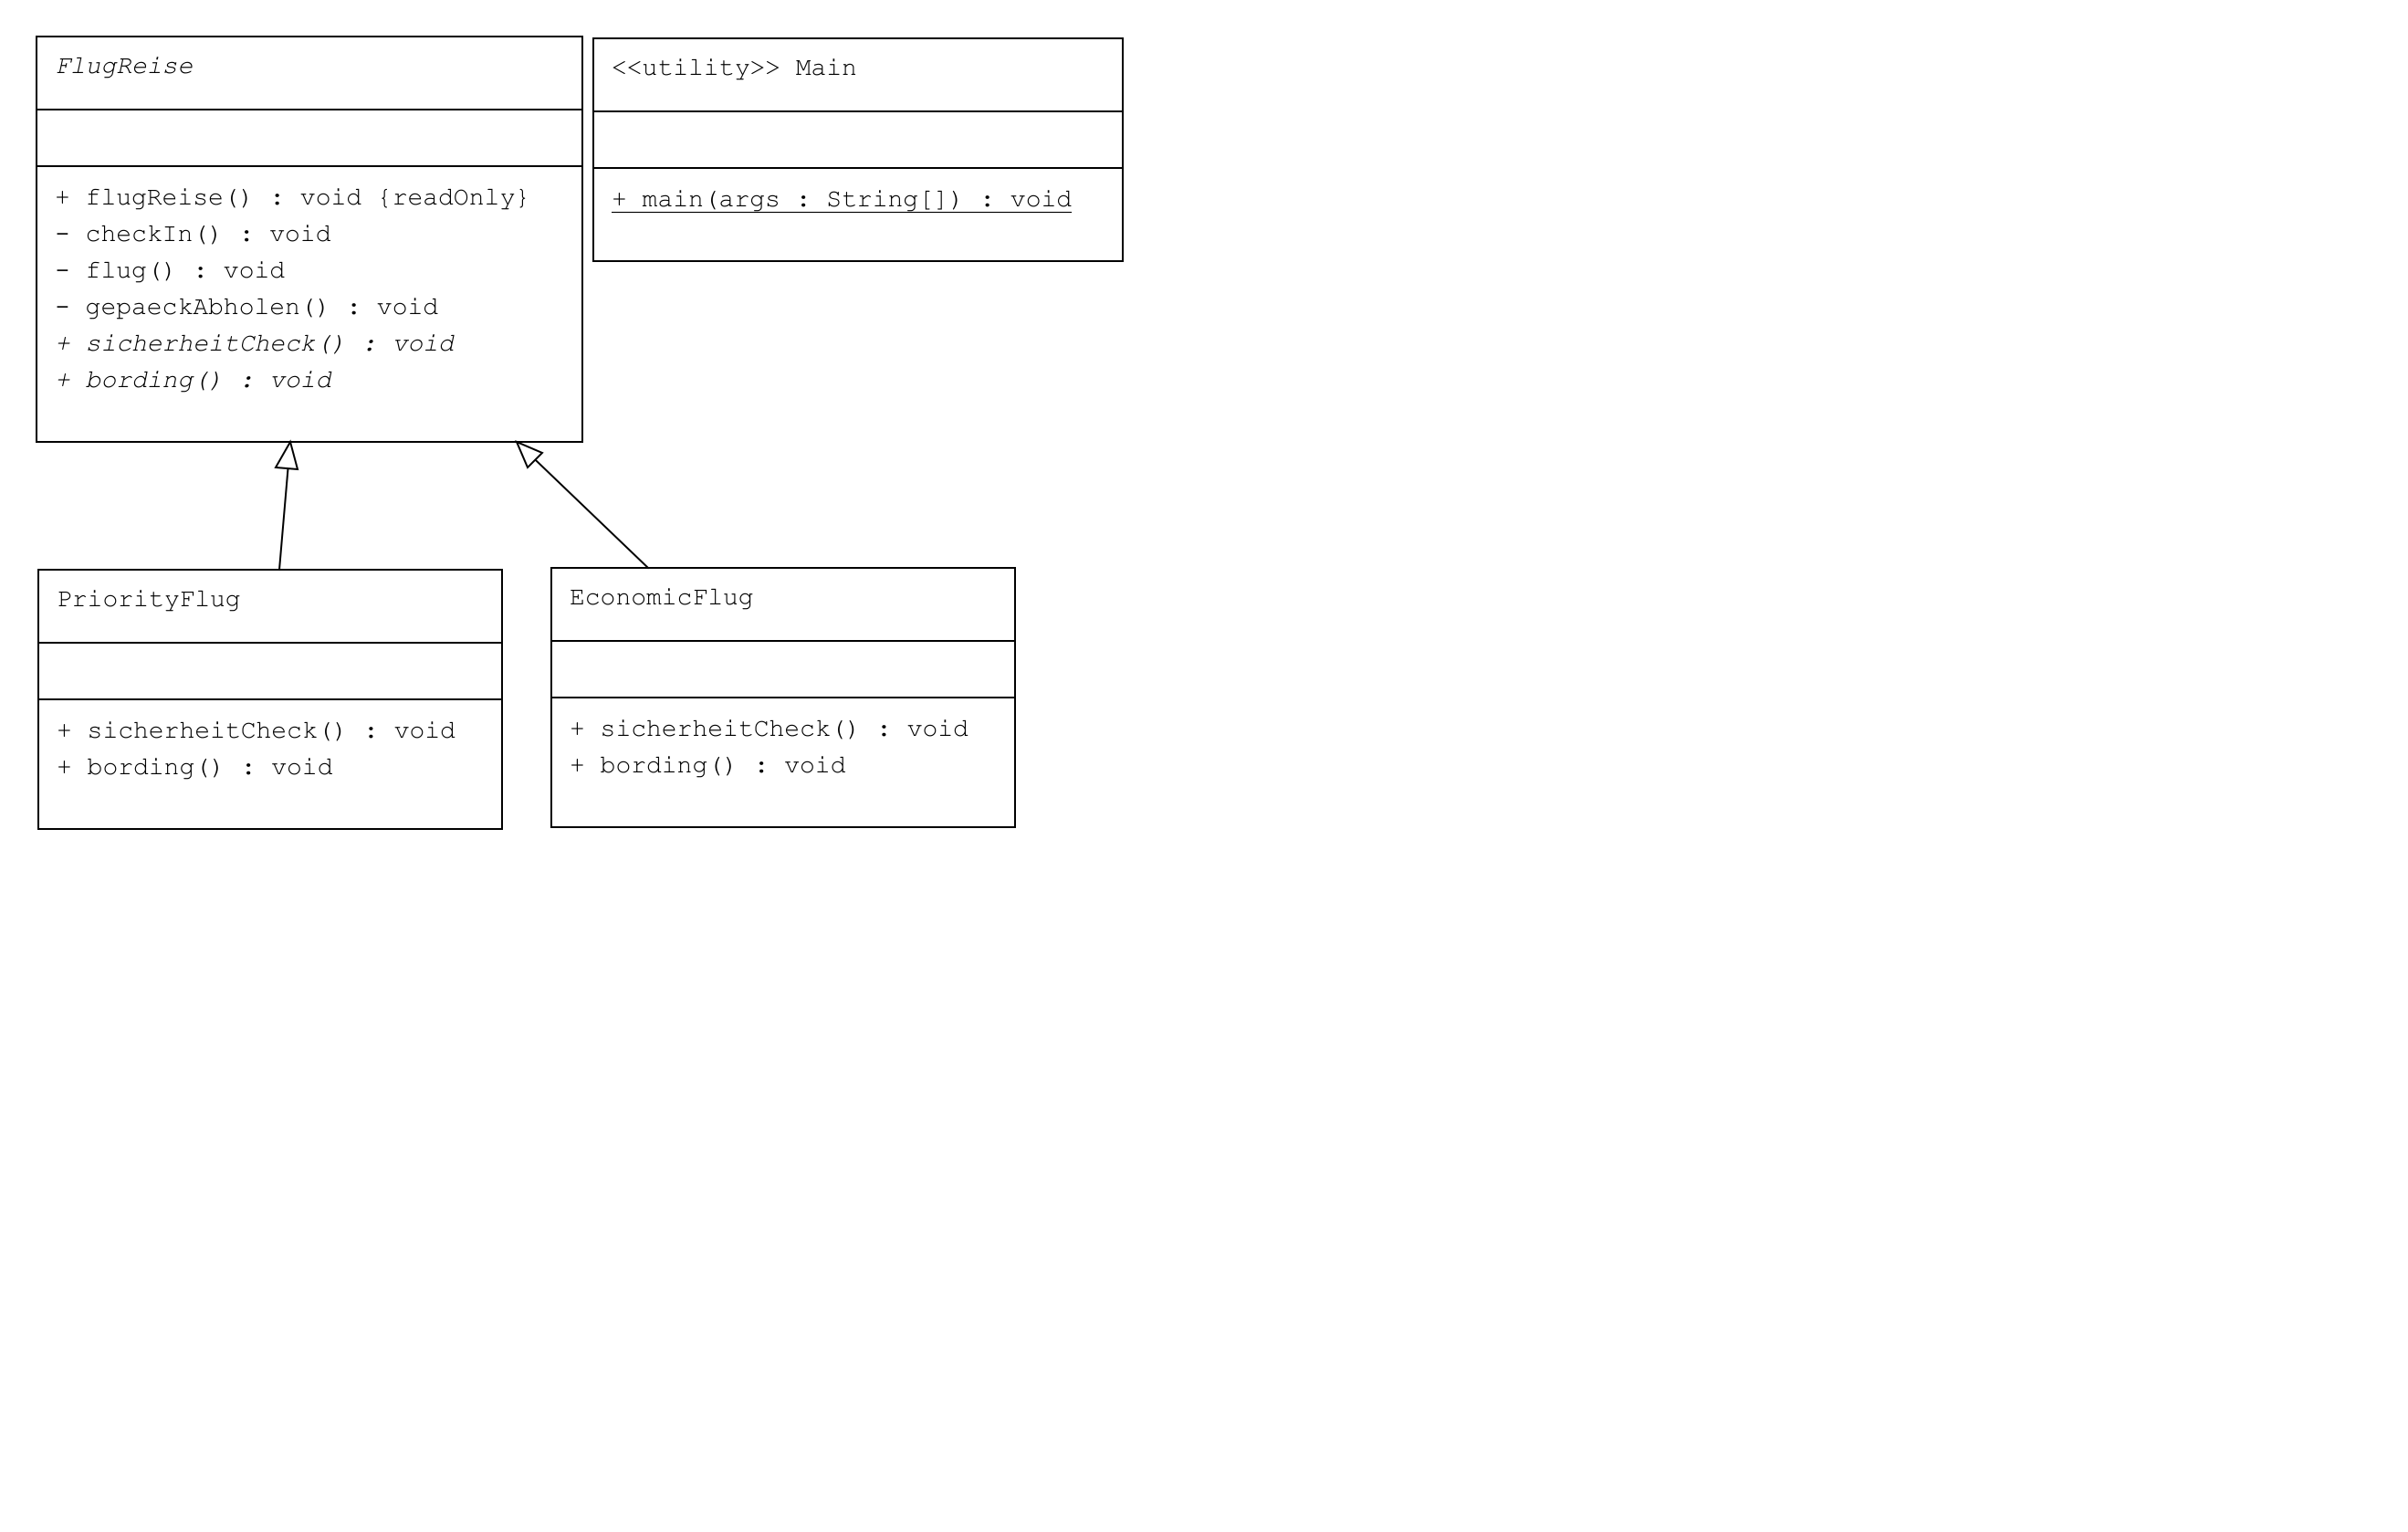 FlugReise
+ flugReise() : void {readOnly}
- checkIn() : void
- flug() : void
- gepaeckAbholen() : void
+ sicherheitCheck() : void
+ bording() : void
<<utility>> Main
+ main(args : String[]) : void
PriorityFlug
+ sicherheitCheck() : void
+ bording() : void
EconomicFlug
+ sicherheitCheck() : void
+ bording() : void